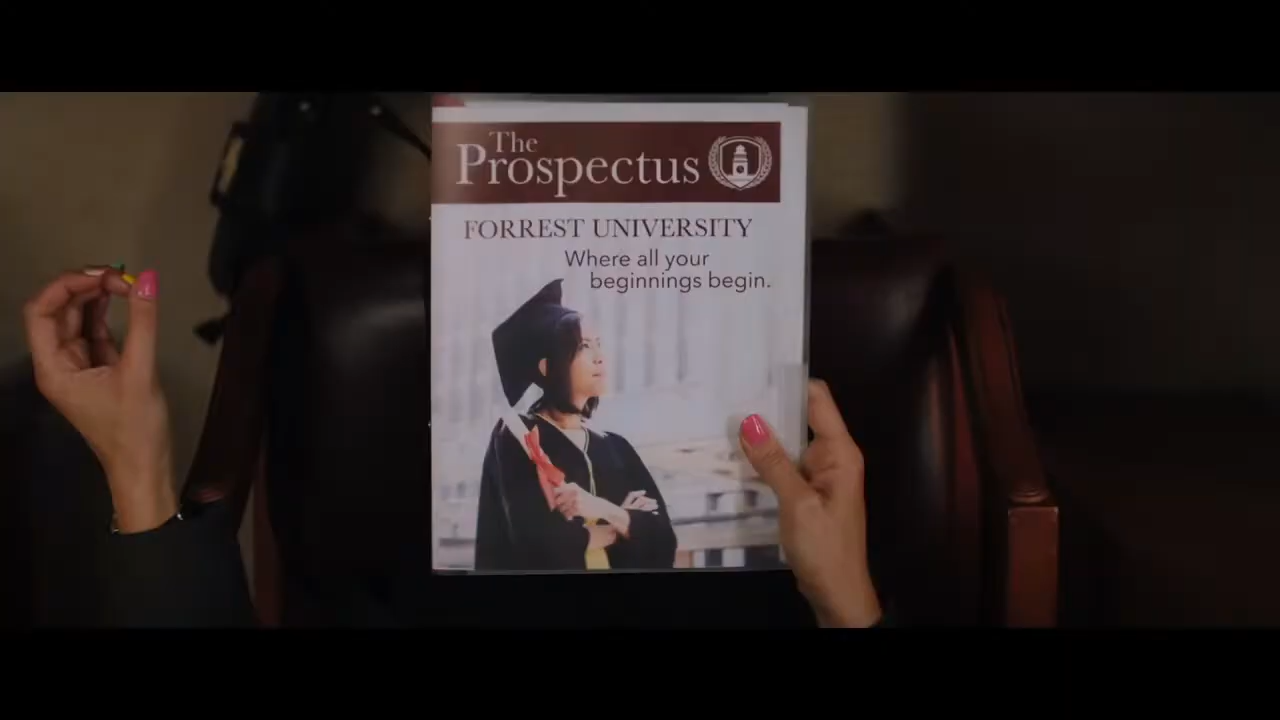 The
Prospectus
FORREST UNIVERSITY
Where all your
beginnings begin.